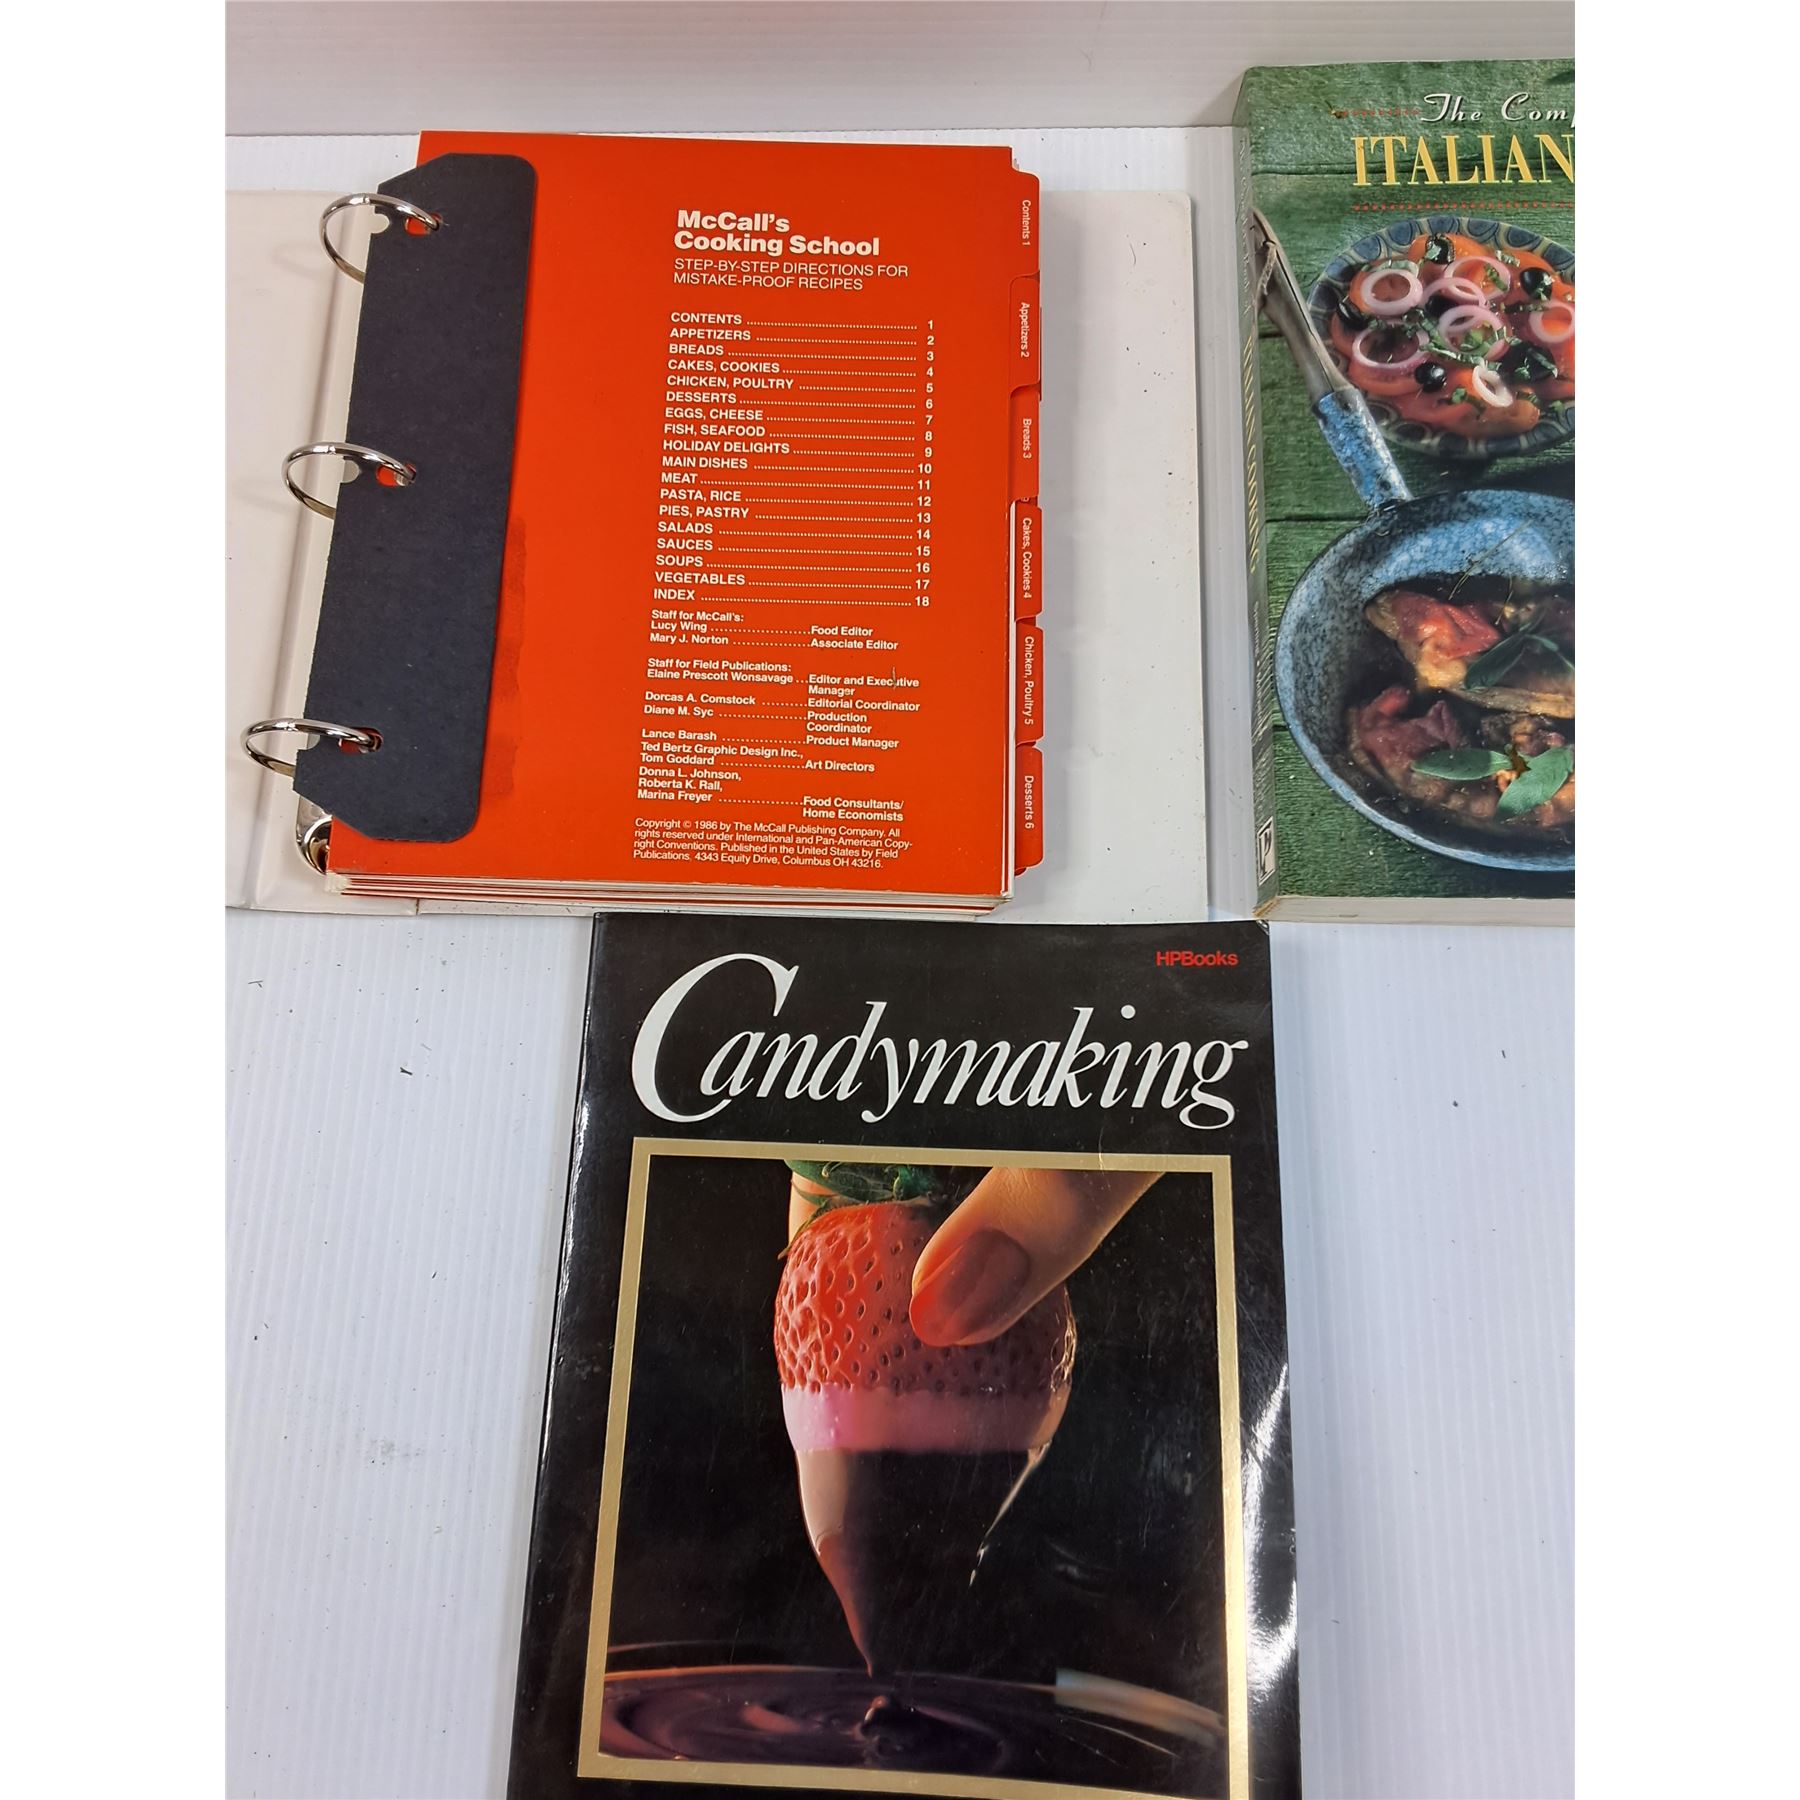 McCall's
Cooking School
STEP-BY-STEP DIRECTIONS FOR
MISTAKE-PROOF RECIPES
CONTENTS 1
APPETIZERS 2
BREADS 3
CAKES, COOKIES 4
CHICKEN, POULTRY 5
DESSERTS 6
EGGS, CHEESE 7
FISH, SEAFOOD 8
HOLIDAY DELIGHTS 9
MAIN DISHES 10
MEAT 11
PASTA, RICE 12
PIES, PASTRY 13
SALADS 14
SAUCES 15
SOUPS 16
VEGETABLES 17
INDEX 18
Staff for McCall's:
Lucy Wing Food Editor
Mary J. Norton Associate Editor
Staff for Field Publications:
Elaine Prescott Wonsavage ... Editor and Executive
Manager
Dorcas A. Comstock Editorial Coordinator
Diane M. Syc Production
Coordinator
Lance Barash Product Manager
Ted Bertz Graphic Design Inc.,
Tom Goddard Art Directors
Donna L. Johnson,
Roberta K. Rall,
Marina Freyer Food Consultants/
Home Economists
Copyright © 1986 by The McCall Publishing Company. All
rights reserved under International and Pan-American Copy-
right Conventions. Published in the United States by Field
Publications, 4343 Equity Drive, Columbus OH 43216.
Contents 1
Appetizers 2
Breads 3
Cakes, Cookies 4
Chicken, Poultry 5
Desserts 6
The Comp
ITALIAN
ITALIAN COOKING
HPBooks
Candymaking